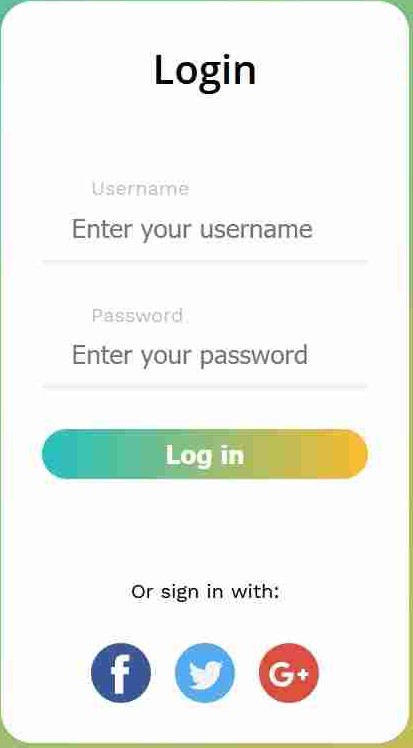 Login
Username
Enter your username
Password
Enter your password
Log in
Or sign in with:
f
G+